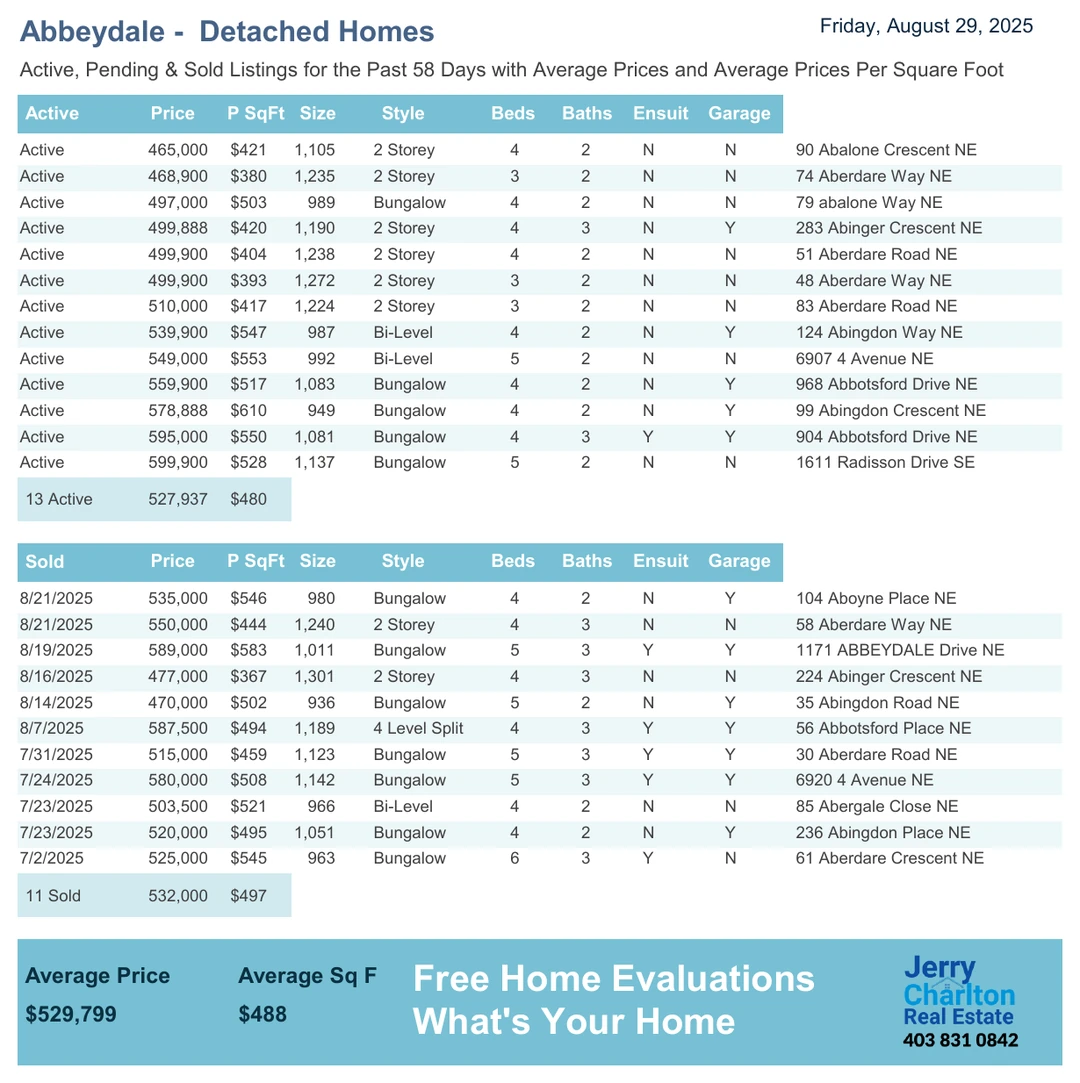 Abbeydale - Detached Homes
Friday, August 29, 2025
Active, Pending & Sold Listings for the Past 58 Days with Average Prices and Average Prices Per Square Foot
Active Price P SqFt Size Style Beds Baths Ensuit Garage
Active 465,000 $421 1,105 2 Storey 4 2 N N 90 Abalone Crescent NE
Active 468,900 $380 1,235 2 Storey 3 2 N N 74 Aberdare Way NE
Active 497,000 $503 989 Bungalow 4 2 N N 79 abalone Way NE
Active 499,888 $420 1,190 2 Storey 4 3 N Y 283 Abinger Crescent NE
Active 499,900 $404 1,238 2 Storey 4 2 N N 51 Aberdare Road NE
Active 499,900 $393 1,272 2 Storey 3 2 N N 48 Aberdare Way NE
Active 510,000 $417 1,224 2 Storey 3 2 N N 83 Aberdare Road NE
Active 539,900 $547 987 Bi-Level 4 2 N Y 124 Abingdon Way NE
Active 549,000 $553 992 Bi-Level 5 2 N N 6907 4 Avenue NE
Active 559,900 $517 1,083 Bungalow 4 2 N Y 968 Abbotsford Drive NE
Active 578,888 $610 949 Bungalow 4 2 N Y 99 Abingdon Crescent NE
Active 595,000 $550 1,081 Bungalow 4 3 Y Y 904 Abbotsford Drive NE
Active 599,900 $528 1,137 Bungalow 5 2 N N 1611 Radisson Drive SE
13 Active 527,937 $480
Sold Price P SqFt Size Style Beds Baths Ensuit Garage
8/21/2025 535,000 $546 980 Bungalow 4 2 N Y 104 Aboyne Place NE
8/21/2025 550,000 $444 1,240 2 Storey 4 3 N N 58 Aberdare Way NE
8/19/2025 589,000 $583 1,011 Bungalow 5 3 Y Y 1171 ABBEYDALE Drive NE
8/16/2025 477,000 $367 1,301 2 Storey 4 3 N N 224 Abinger Crescent NE
8/14/2025 470,000 $502 936 Bungalow 5 2 N Y 35 Abingdon Road NE
8/7/2025 587,500 $494 1,189 4 Level Split 4 3 Y Y 56 Abbotsford Place NE
7/31/2025 515,000 $459 1,123 Bungalow 5 3 Y Y 30 Aberdare Road NE
7/24/2025 580,000 $508 1,142 Bungalow 5 3 Y Y 6920 4 Avenue NE
7/23/2025 503,500 $521 966 Bi-Level 4 2 N N 85 Abergale Close NE
7/23/2025 520,000 $495 1,051 Bungalow 4 2 N Y 236 Abingdon Place NE
7/2/2025 525,000 $545 963 Bungalow 6 3 Y N 61 Aberdare Crescent NE
11 Sold 532,000 $497
Average Price Average Sq F
$529,799 $488
Free Home Evaluations
What's Your Home
Jerry
Charlton
Real Estate
403 831 0842